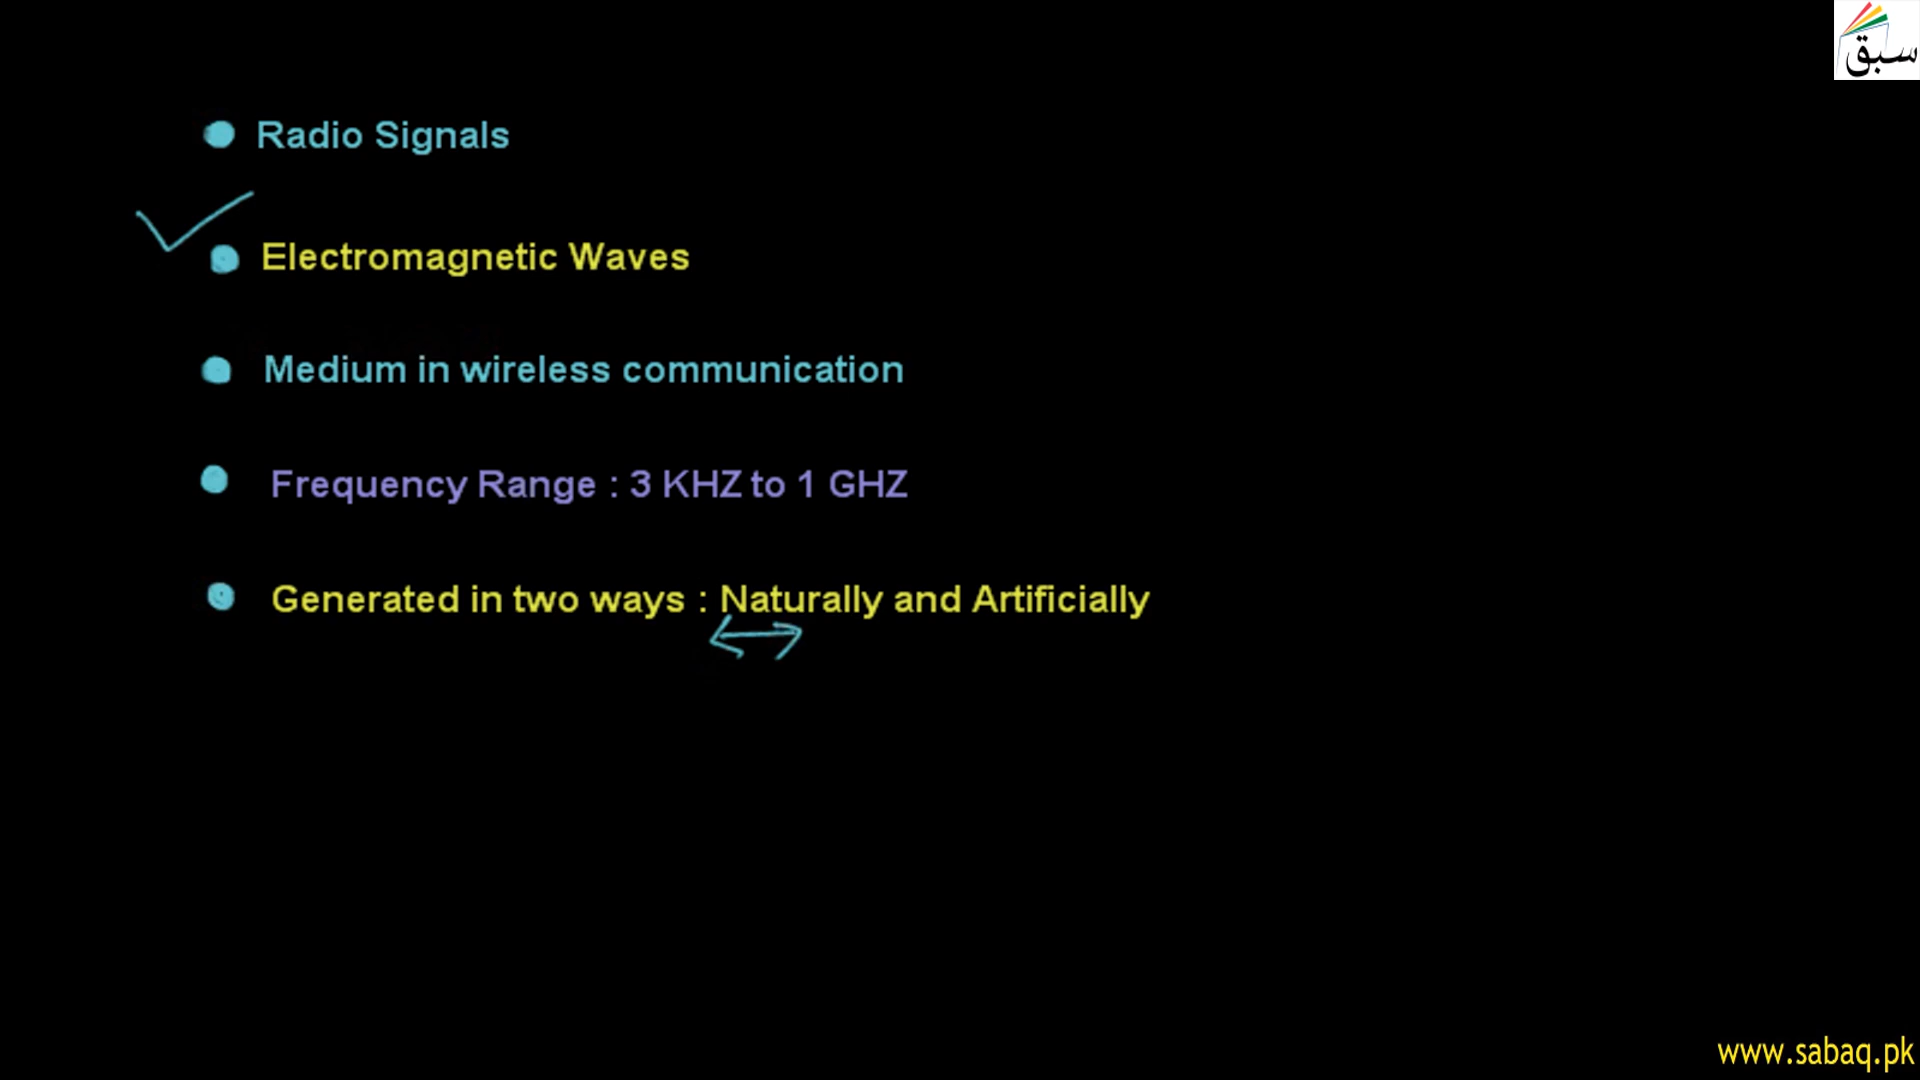 سبق
Radio Signals
Electromagnetic Waves
Medium in wireless communication
Frequency Range : 3 KHZ to 1 GHZ
Generated in two ways : Naturally and Artificially
www.sabaq.pk